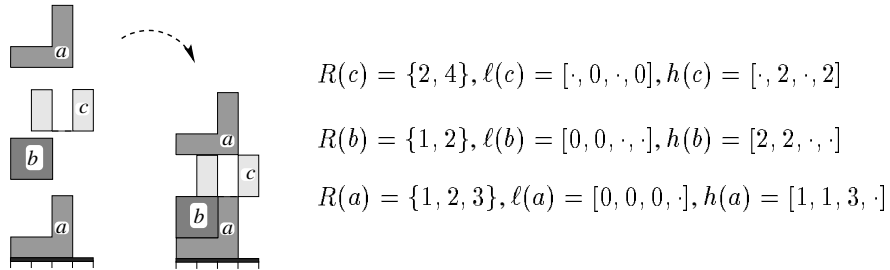 a
c
b
a
a
c
b
a
R(c) = {2, 4}, ℓ(c) = [·, 0, ·, 0], h(c) = [·, 2, ·, 2]
R(b) = {1, 2}, ℓ(b) = [0, 0, ·, ·], h(b) = [2, 2, ·, ·]
R(a) = {1, 2, 3}, ℓ(a) = [0, 0, 0, ·], h(a) = [1, 1, 3, ·]